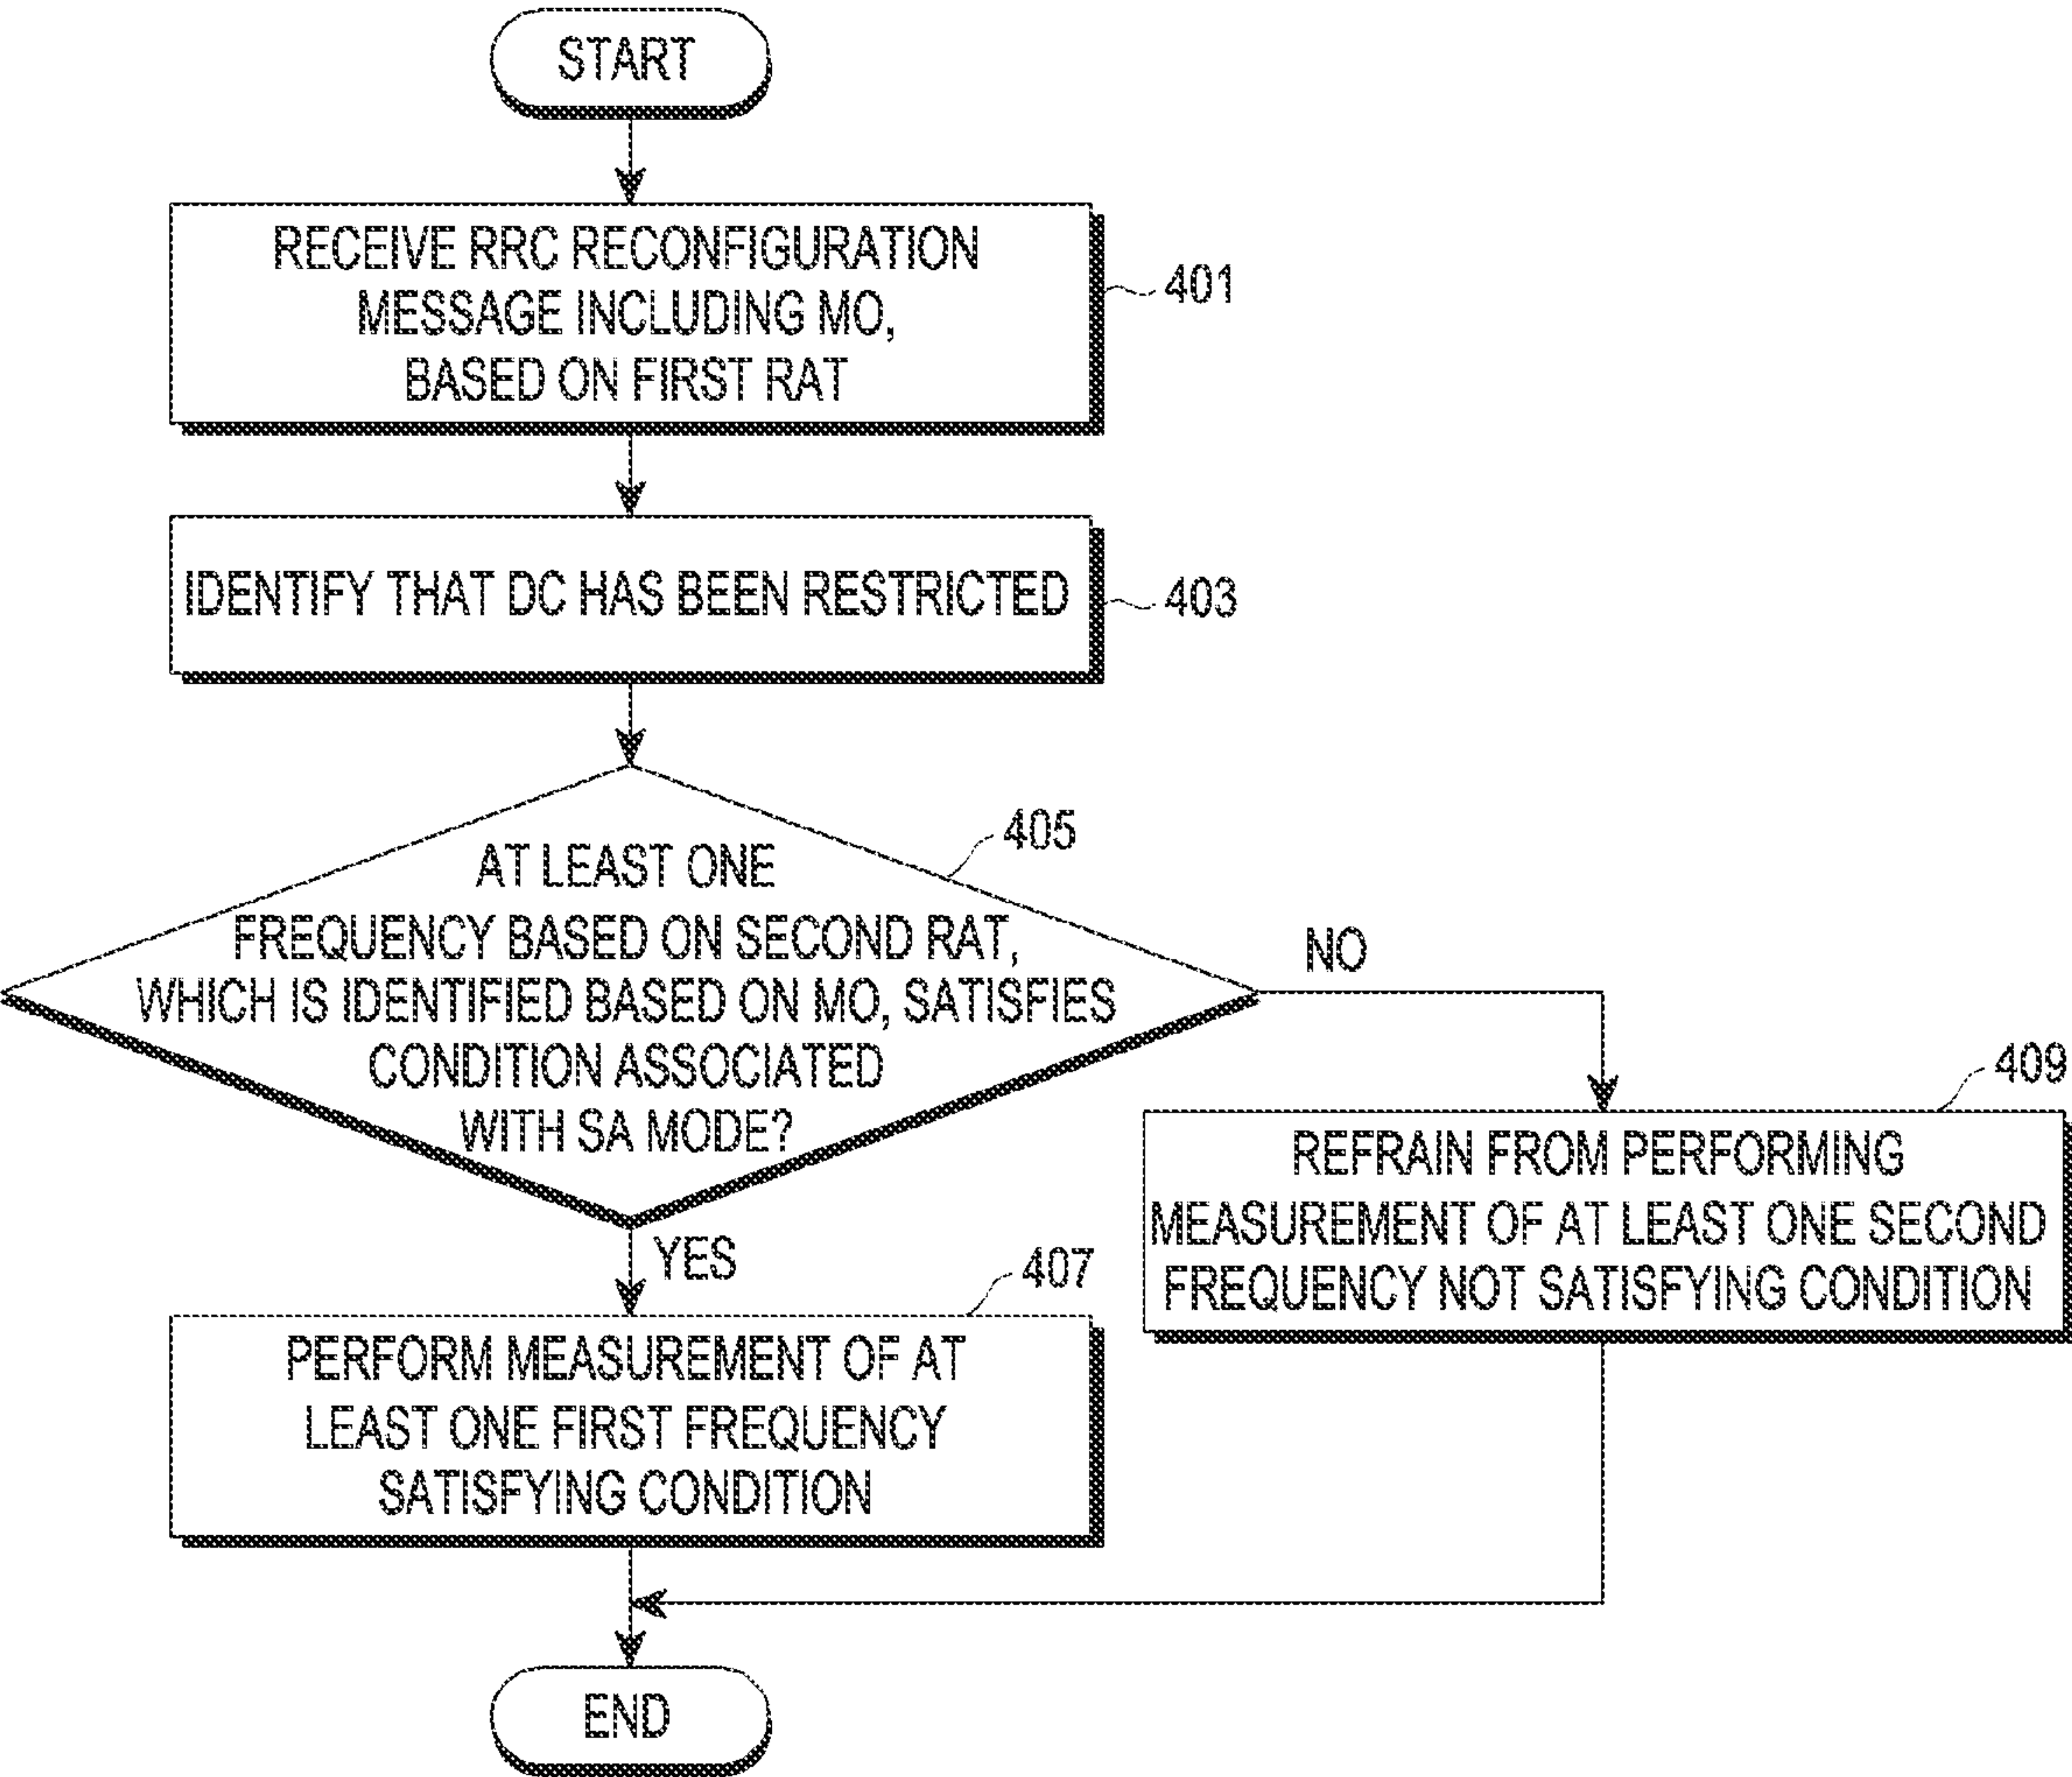 START
RECEIVE RRC RECONFIGURATION
MESSAGE INCLUDING MO,
BASED ON FIRST RAT
401
IDENTIFY THAT DC HAS BEEN RESTRICTED
403
405
AT LEAST ONE
FREQUENCY BASED ON SECOND RAT,
WHICH IS IDENTIFIED BASED ON MO, SATISFIES
CONDITION ASSOCIATED
WITH SA MODE?
NO
409
REFRAIN FROM PERFORMING
MEASUREMENT OF AT LEAST ONE SECOND
FREQUENCY NOT SATISFYING CONDITION
YES
407
PERFORM MEASUREMENT OF AT
LEAST ONE FIRST FREQUENCY
SATISFYING CONDITION
END